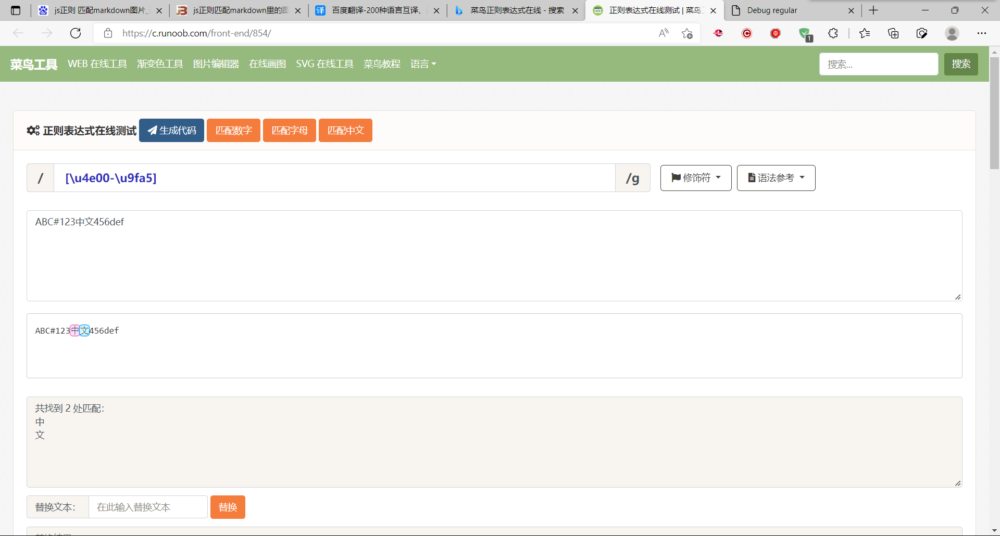 js正则 匹配markdown图片_
js正则匹配markdown里的图
百度翻译-200种语言互译、
菜鸟正则表达式在线 - 搜索
正则表达式在线测试 | 菜鸟
Debug regular
https://c.runoob.com/front-end/854/
1
菜鸟工具 WEB 在线工具 渐变色工具 图片编辑器 在线画图 SVG 在线工具 菜鸟教程 语言 搜索... 搜索
正则表达式在线测试 生成代码 匹配数字 匹配字母 匹配中文
/ [\u4e00-\u9fa5] /g 修饰符 语法参考
ABC#123中文456def
ABC#123中文456def
共找到 2 处匹配:
中
文
替换文本: 在此输入替换文本 替换